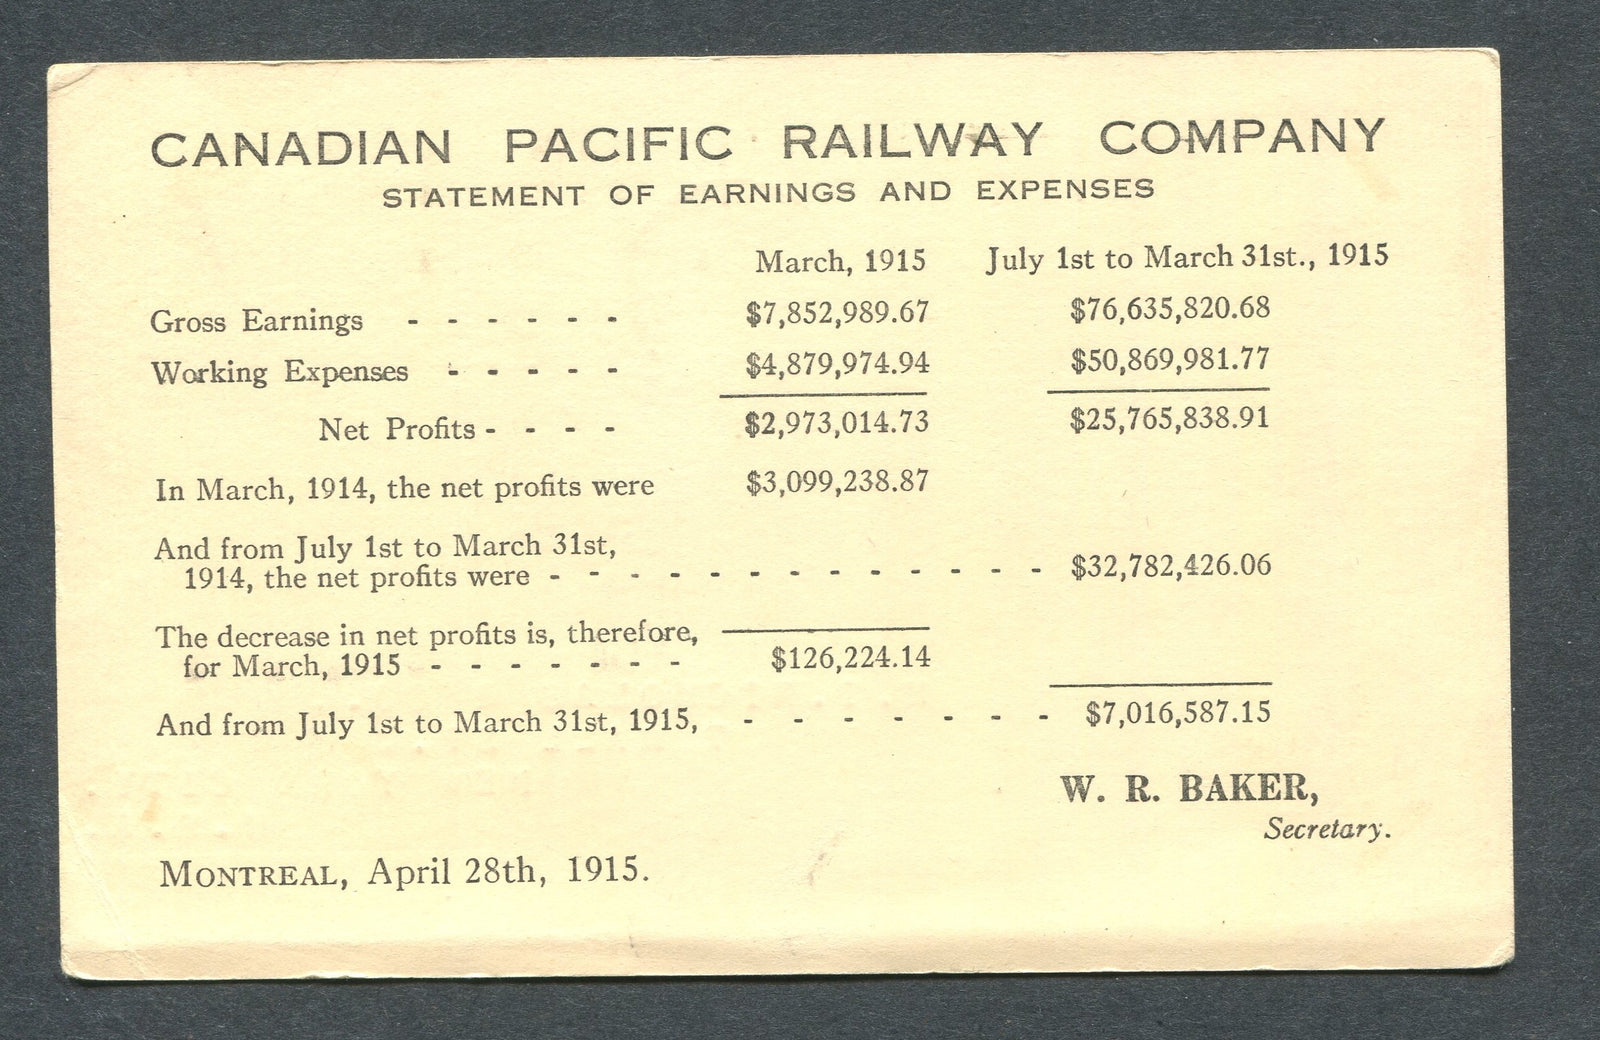 CANADIAN PACIFIC RAILWAY COMPANY
STATEMENT OF EARNINGS AND EXPENSES
March, 1915 July 1st to March 31st., 1915
Gross Earnings - - - - - - $7,852,989.67 $76,635,820.68
Working Expenses - - - - - $4,879,974.94 $50,869,981.77
Net Profits - - - - $2,973,014.73 $25,765,838.91
In March, 1914, the net profits were $3,099,238.87
And from July 1st to March 31st,
1914, the net profits were - - - - - - - - - - - - - $32,782,426.06
The decrease in net profits is, therefore,
for March, 1915 - - - - - - - $126,224.14
And from July 1st to March 31st, 1915, - - - - - - - - $7,016,587.15
W. R. BAKER,
Secretary.
MONTREAL, April 28th, 1915.